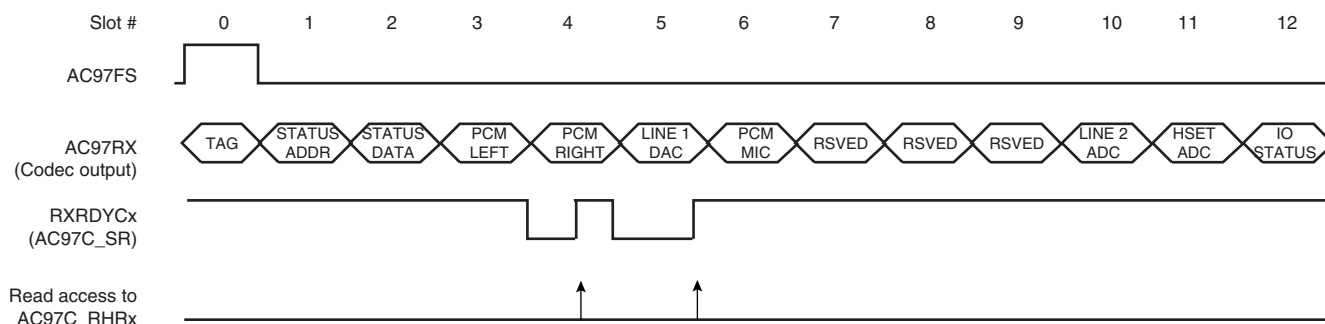 Slot # 0 1 2 3 4 5 6 7 8 9 10 11 12
AC97FS
AC97RX
(Codec output)
TAG
STATUS
ADDR
STATUS
DATA
PCM
LEFT
PCM
RIGHT
LINE 1
DAC
PCM
MIC
RSVED
RSVED
RSVED
LINE 2
ADC
HSET
ADC
IO
STATUS
RXRDYCx
(AC97C_SR)
Read access to
AC97C_RHRx